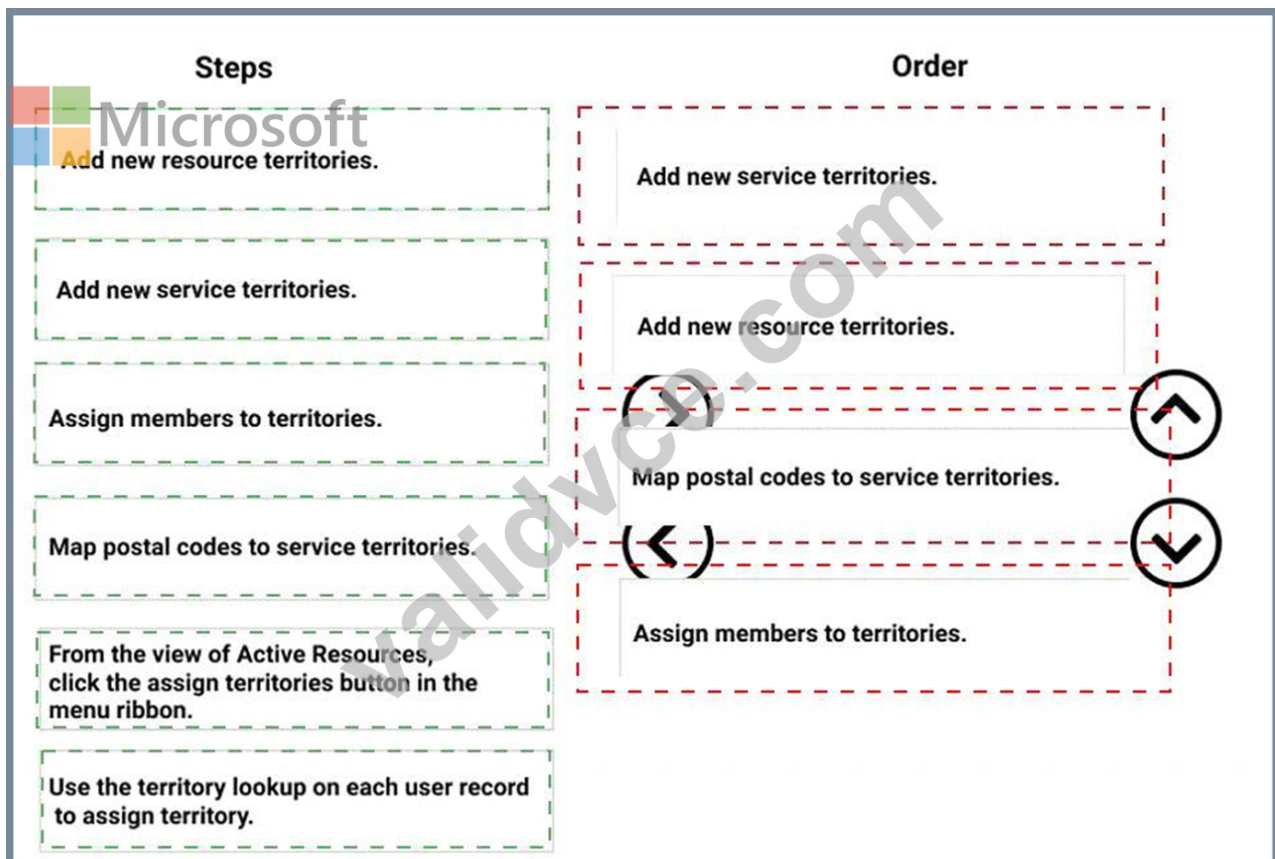 Steps
Microsoft
Add new resource territories.
Add new service territories.
Assign members to territories.
Map postal codes to service territories.
From the view of Active Resources,
click the assign territories button in the
menu ribbon.
Use the territory lookup on each user record
to assign territory.
Order
Add new service territories.
Add new resource territories.
Map postal codes to service territories.
Assign members to territories.
validvce.com